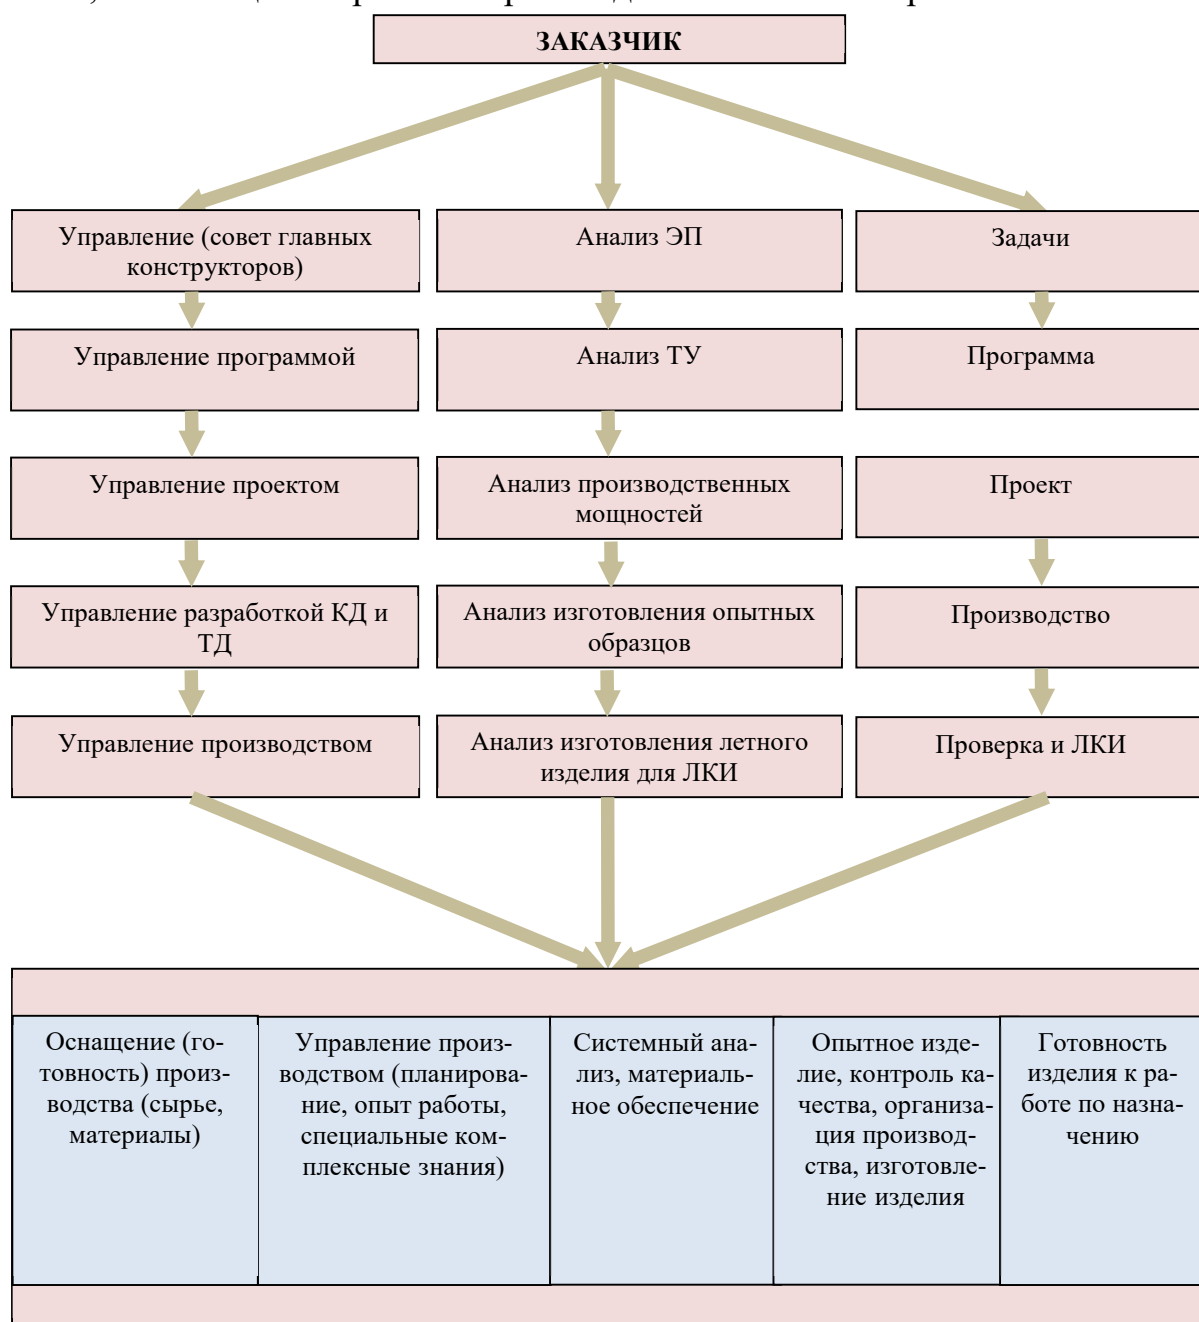 ЗАКАЗЧИК
Управление (совет главных
конструкторов)
Анализ ЭП
Задачи
Управление программой
Анализ ТУ
Программа
Управление проектом
Анализ производственных
мощностей
Проект
Управление разработкой КД и
ТД
Анализ изготовления опытных
образцов
Производство
Управление производством
Анализ изготовления летного
изделия для ЛКИ
Проверка и ЛКИ
Оснащение (го-
товность) произ-
водства (сырье,
материалы)
Управление произ-
водством (планирова-
ние, опыт работы,
специальные ком-
плексные знания)
Системный ана-
лиз, материаль-
ное обеспечение
Опытное изде-
лие, контроль ка-
чества, организа-
ция производ-
ства, изготовле-
ние изделия
Готовность
изделия к ра-
боте по назна-
чению